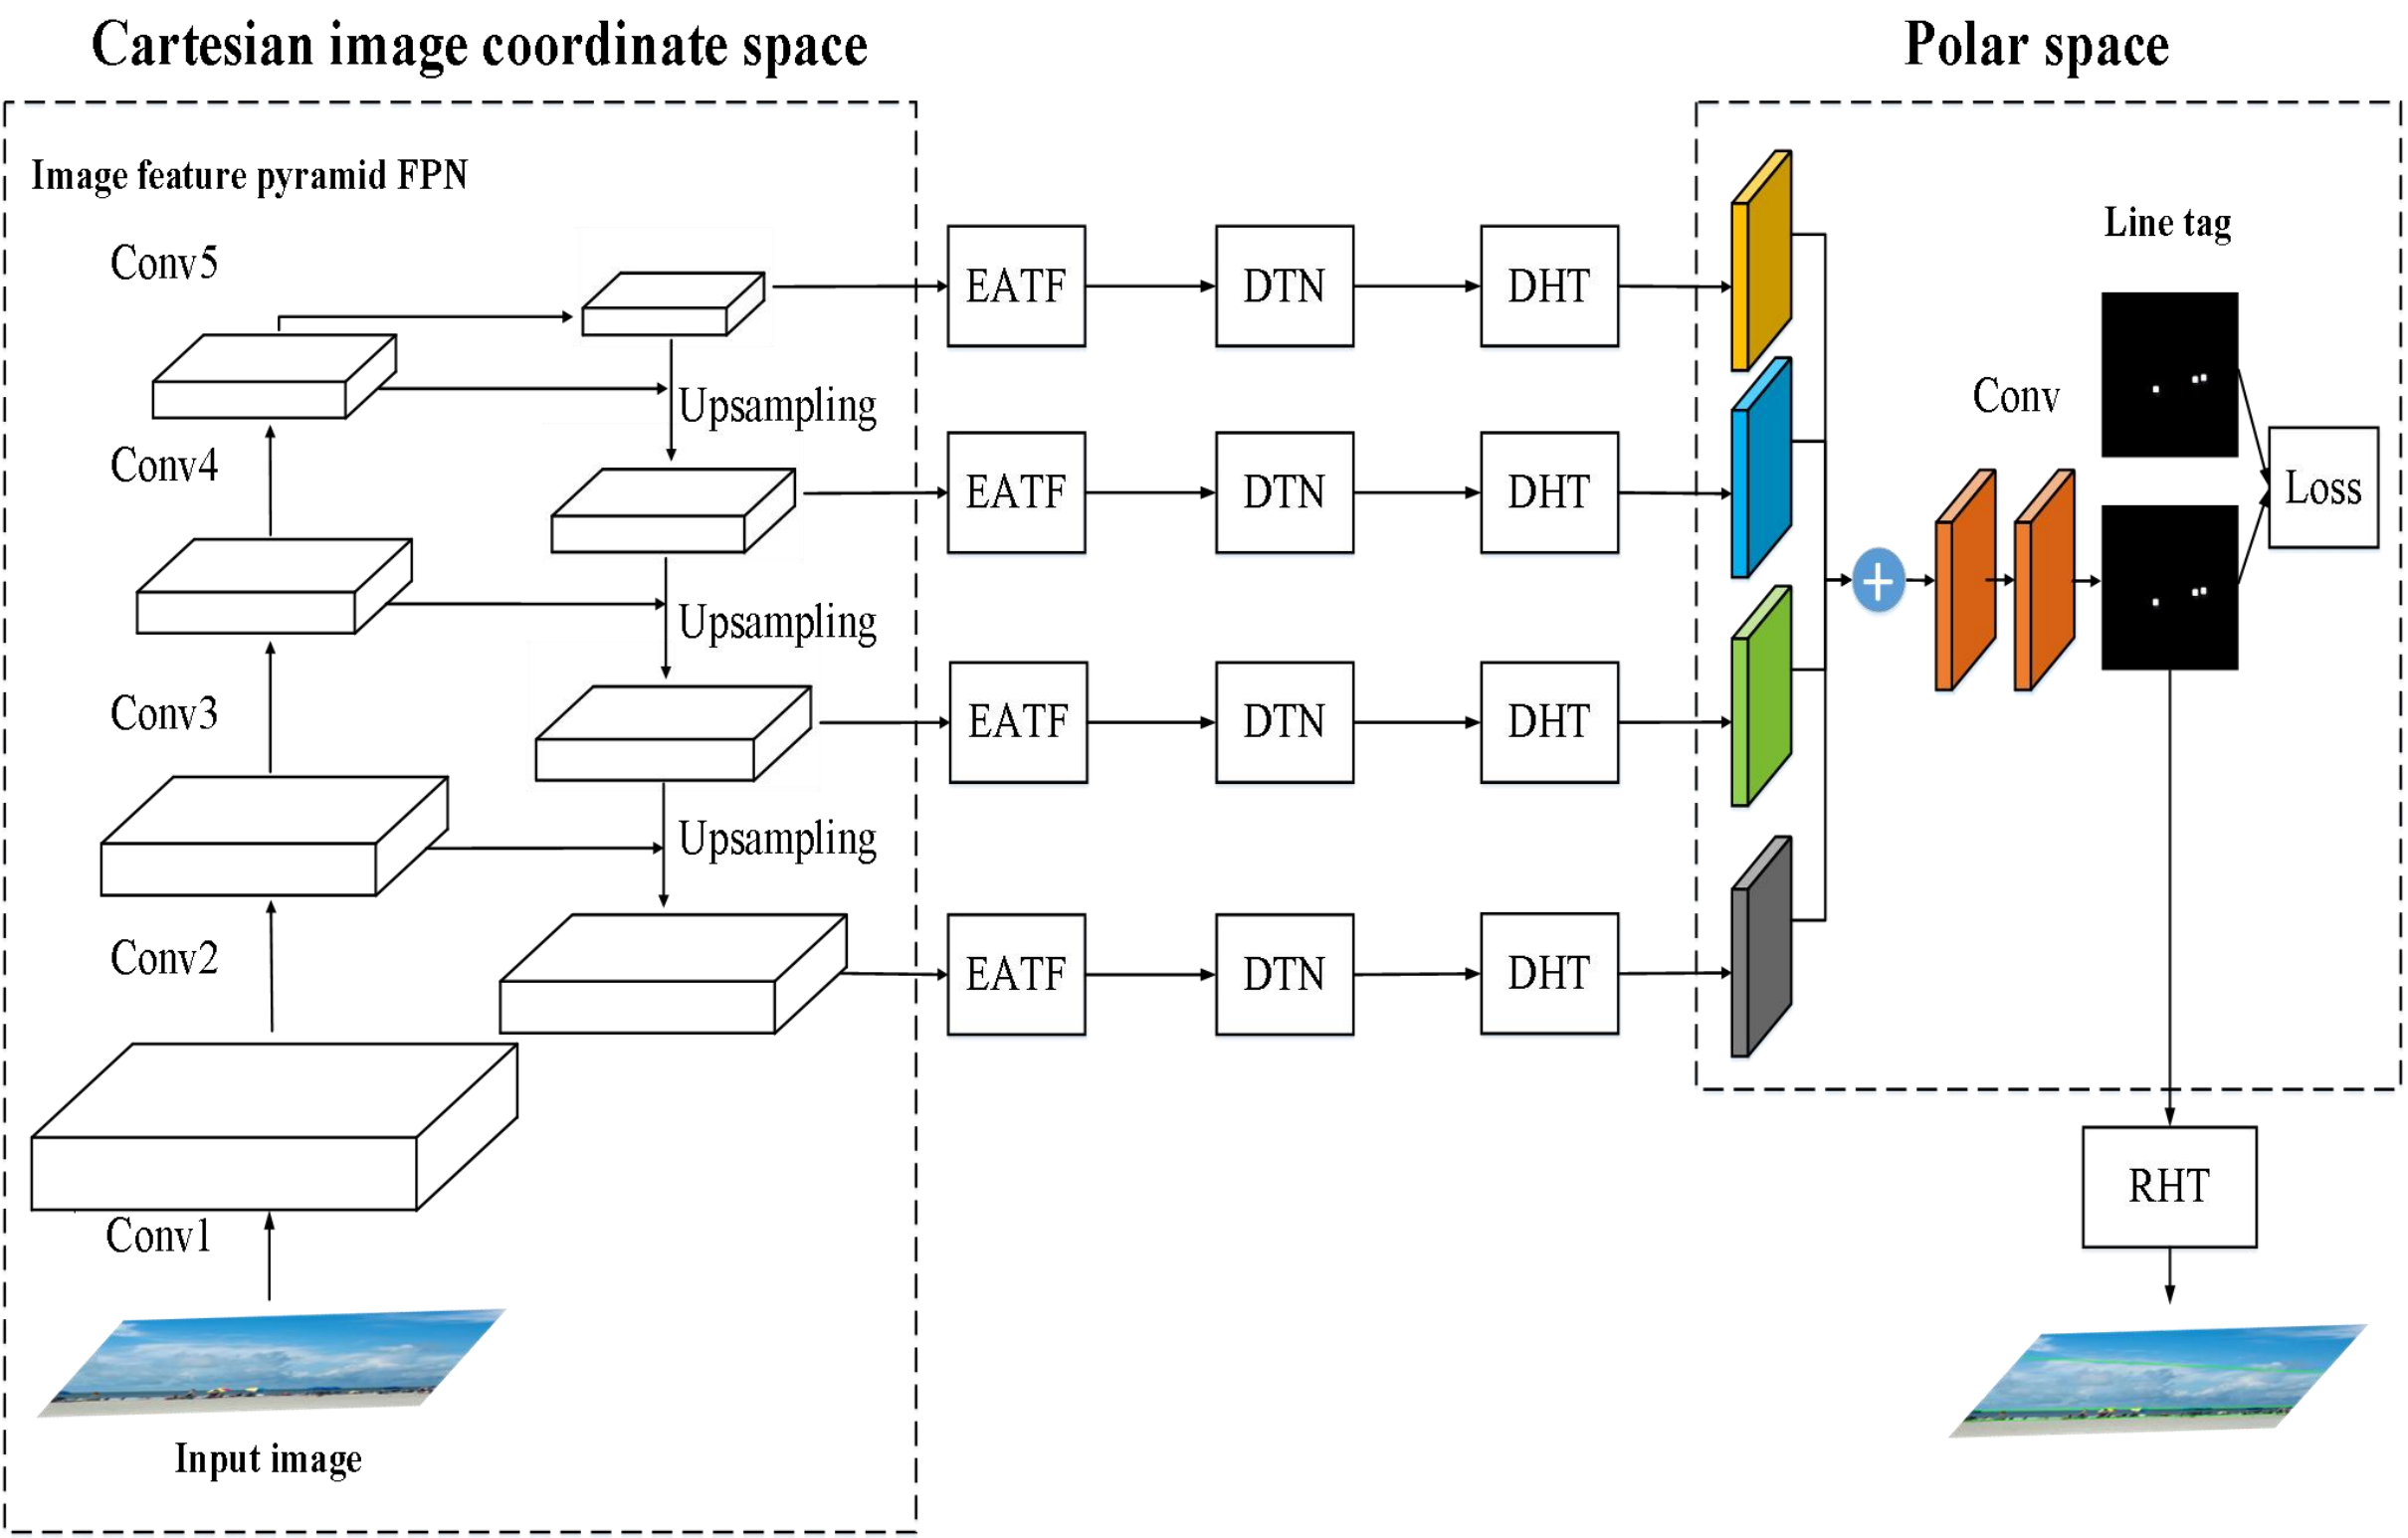 Cartesian image coordinate space
Polar space
Image feature pyramid FPN
Line tag
Conv5
EATF
DTN
DHT
Upsampling
Conv
Conv4
EATF
DTN
DHT
Loss
Upsampling
Conv3
EATF
DTN
DHT
Upsampling
Conv2
EATF
DTN
DHT
RHT
Conv1
Input image